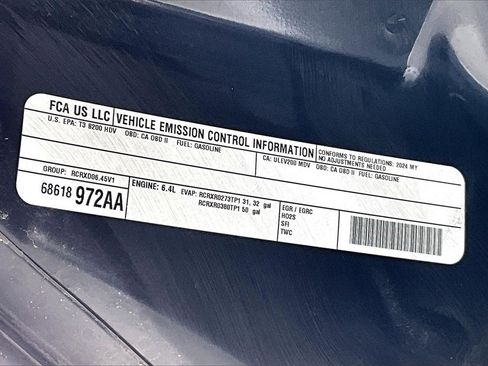 FCA US LLC VEHICLE EMISSION CONTROL INFORMATION CONFORMS TO REGULATIONS: 2024 MY
NO ADJUSTMENTS NEEDED
U.S. EPA: T3 B200 HDV OBD: CA OBD II FUEL: GASOLINE
CA: ULEV200 MDV OBD: CA OBD II FUEL: GASOLINE
GROUP: RCRXD06.45V1
68618 972AA
ENGINE: 6.4L EVAP: RCRXR0273TP1 31, 32 gal
RCRXR0360TP1 50 gal
EGR / EGRC
HO2S
SFI
TWC